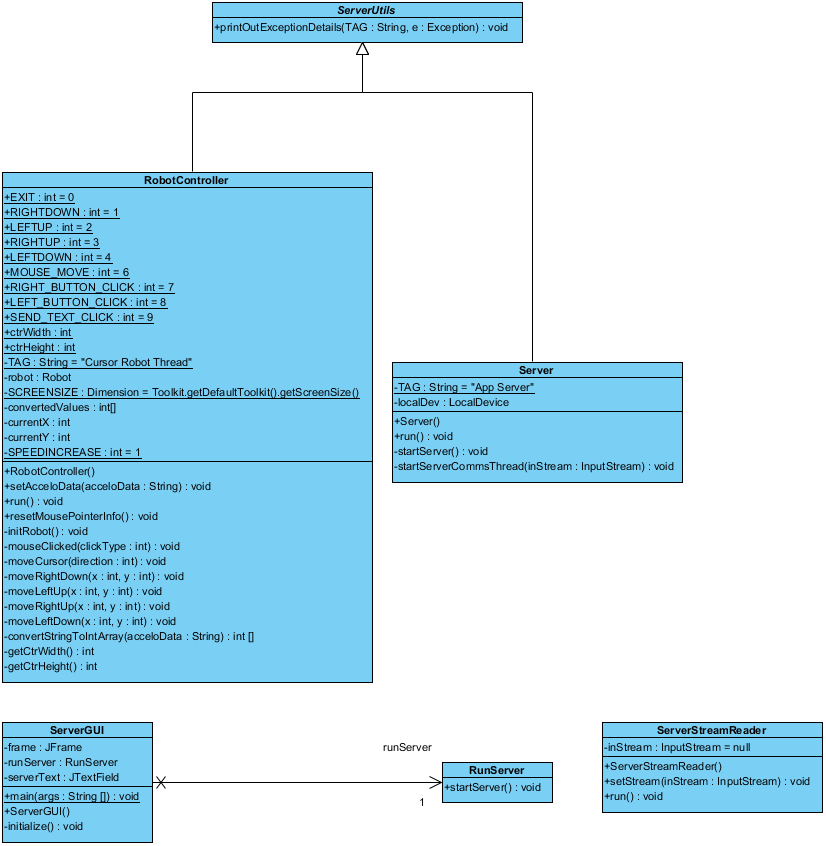 ServerUtils
+printOutExceptionDetails(TAG : String, e : Exception) : void
RobotController
+EXIT : int = 0
+RIGHTDOWN : int = 1
+LEFTUP : int = 2
+RIGHTUP : int = 3
+LEFTDOWN : int = 4
+MOUSE_MOVE : int = 6
+RIGHT_BUTTON_CLICK : int = 7
+LEFT_BUTTON_CLICK : int = 8
+SEND_TEXT_CLICK : int = 9
+ctrWidth : int
+ctrHeight : int
-TAG : String = "Cursor Robot Thread"
-robot : Robot
-SCREENSIZE : Dimension = Toolkit.getDefaultToolkit().getScreenSize()
-convertedValues : int[]
-currentX : int
-currentY : int
-SPEEDINCREASE : int = 1
+RobotController()
+setAcceloData(acceloData : String) : void
+run() : void
+resetMousePointerInfo() : void
-initRobot() : void
-mouseClicked(clickType : int) : void
-moveCursor(direction : int) : void
-moveRightDown(x : int, y : int) : void
-moveLeftUp(x : int, y : int) : void
-moveRightUp(x : int, y : int) : void
-moveLeftDown(x : int, y : int) : void
-convertStringToIntArray(acceloData : String) : int []
-getCtrWidth() : int
-getCtrHeight() : int
Server
-TAG : String = "App Server"
-localDev : LocalDevice
+Server()
+run() : void
-startServer() : void
-startServerCommsThread(inStream : InputStream) : void
ServerGUI
-frame : JFrame
-runServer : RunServer
-serverText : JTextField
+main(args : String []) : void
+ServerGUI()
-initialize() : void
runServer
1
RunServer
+startServer() : void
ServerStreamReader
-inStream : InputStream = null
+ServerStreamReader()
+setStream(inStream : InputStream) : void
+run() : void